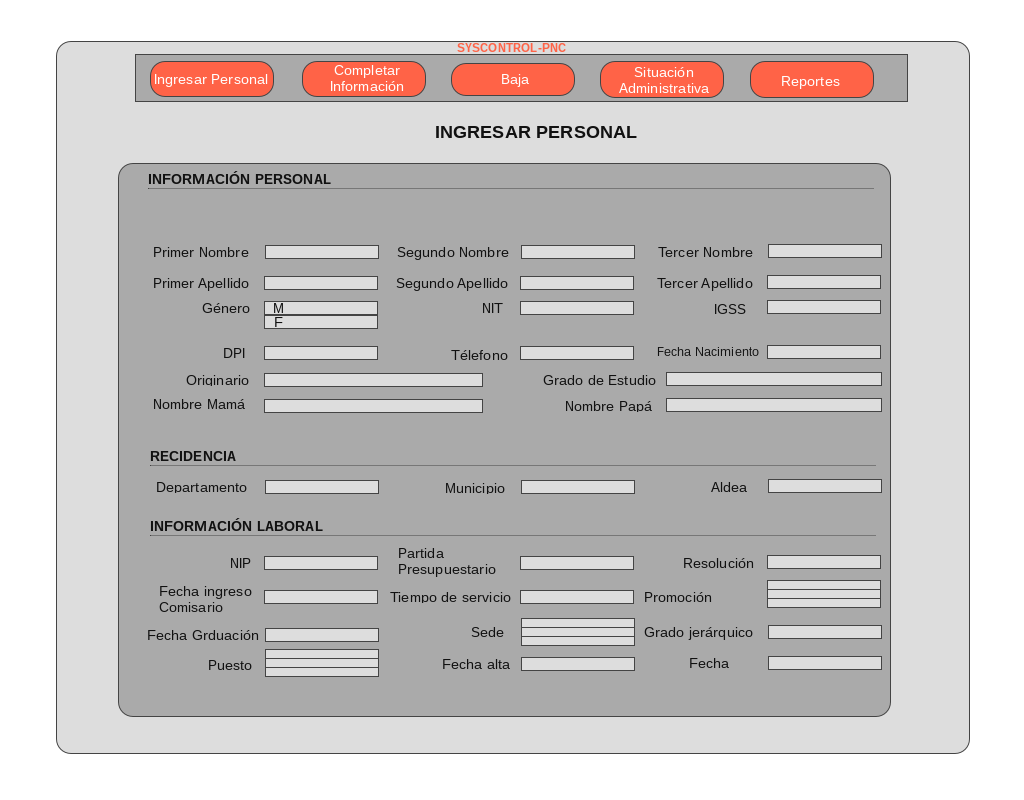 SYSCONTROL-PNC
Ingresar Personal
Completar
Información
Baja
Situación
Administrativa
Reportes
INGRESAR PERSONAL
INFORMACIÓN PERSONAL
Primer Nombre
Segundo Nombre
Tercer Nombre
Primer Apellido
Segundo Apellido
Tercer Apellido
Género
M
F
NIT
IGSS
DPI
Télefono
Fecha Nacimiento
Originario
Grado de Estudio
Nombre Mamá
Nombre Papá
RECIDENCIA
Departamento
Municipio
Aldea
INFORMACIÓN LABORAL
NIP
Partida
Presupuestario
Resolución
Fecha ingreso
Comisario
Tiempo de servicio
Promoción
Fecha Grduación
Sede
Grado jerárquico
Puesto
Fecha alta
Fecha